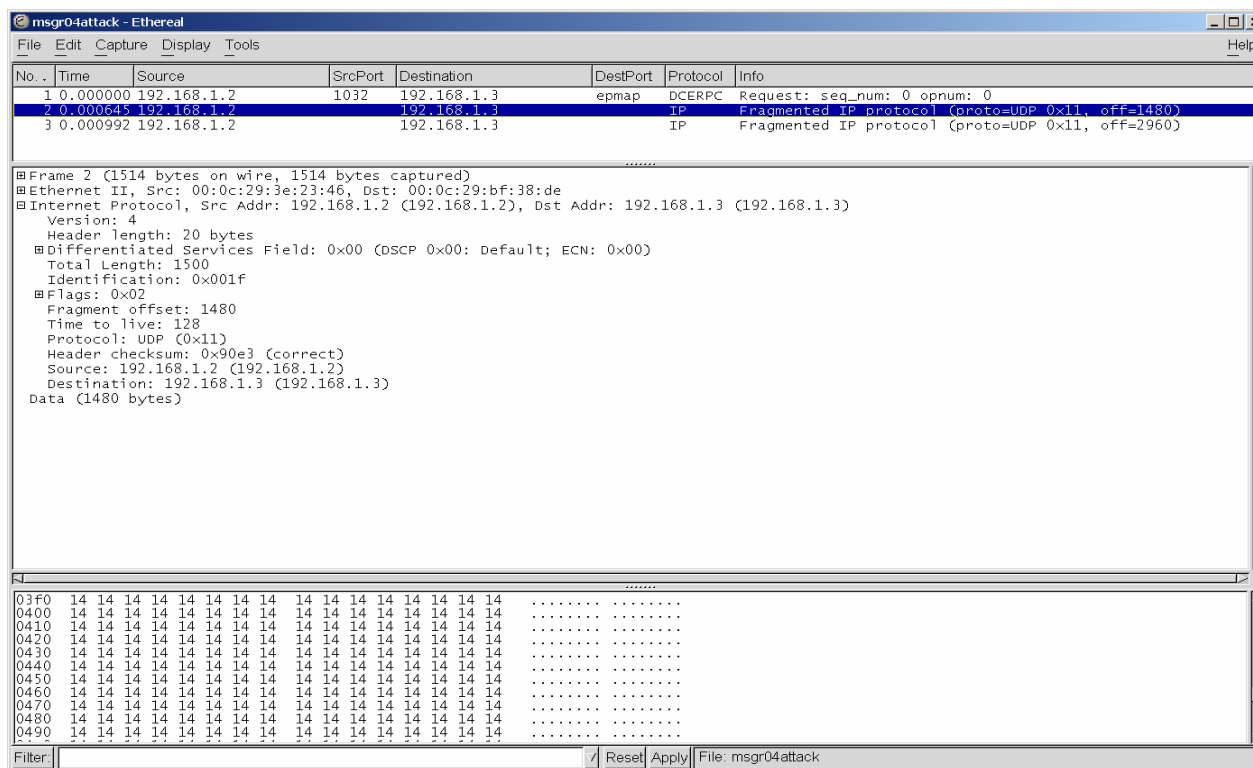 msgr04attack - Ethereal
File Edit Capture Display Tools Help
No. . Time Source SrcPort Destination DestPort Protocol Info
1 0.000000 192.168.1.2 1032 192.168.1.3 epmap DCERPC Request: seq_num: 0 opnum: 0
2 0.000645 192.168.1.2 192.168.1.3 IP Fragmented IP protocol (proto=UDP 0x11, off=1480)
3 0.000992 192.168.1.2 192.168.1.3 IP Fragmented IP protocol (proto=UDP 0x11, off=2960)
Frame 2 (1514 bytes on wire, 1514 bytes captured)
Ethernet II, Src: 00:0c:29:3e:23:46, Dst: 00:0c:29:bf:38:de
Internet Protocol, Src Addr: 192.168.1.2 (192.168.1.2), Dst Addr: 192.168.1.3 (192.168.1.3)
Version: 4
Header length: 20 bytes
Differentiated Services Field: 0x00 (DSCP 0x00: Default; ECN: 0x00)
Total Length: 1500
Identification: 0x001f
Flags: 0x02
Fragment offset: 1480
Time to live: 128
Protocol: UDP (0x11)
Header checksum: 0x90e3 (correct)
Source: 192.168.1.2 (192.168.1.2)
Destination: 192.168.1.3 (192.168.1.3)
Data (1480 bytes)
03f0 14 14 14 14 14 14 14 14 14 14 14 14 14 14 14 14 ........ ........
0400 14 14 14 14 14 14 14 14 14 14 14 14 14 14 14 14 ........ ........
0410 14 14 14 14 14 14 14 14 14 14 14 14 14 14 14 14 ........ ........
0420 14 14 14 14 14 14 14 14 14 14 14 14 14 14 14 14 ........ ........
0430 14 14 14 14 14 14 14 14 14 14 14 14 14 14 14 14 ........ ........
0440 14 14 14 14 14 14 14 14 14 14 14 14 14 14 14 14 ........ ........
0450 14 14 14 14 14 14 14 14 14 14 14 14 14 14 14 14 ........ ........
0460 14 14 14 14 14 14 14 14 14 14 14 14 14 14 14 14 ........ ........
0470 14 14 14 14 14 14 14 14 14 14 14 14 14 14 14 14 ........ ........
0480 14 14 14 14 14 14 14 14 14 14 14 14 14 14 14 14 ........ ........
0490 14 14 14 14 14 14 14 14 14 14 14 14 14 14 14 14 ........ ........
Filter: Reset Apply File: msgr04attack